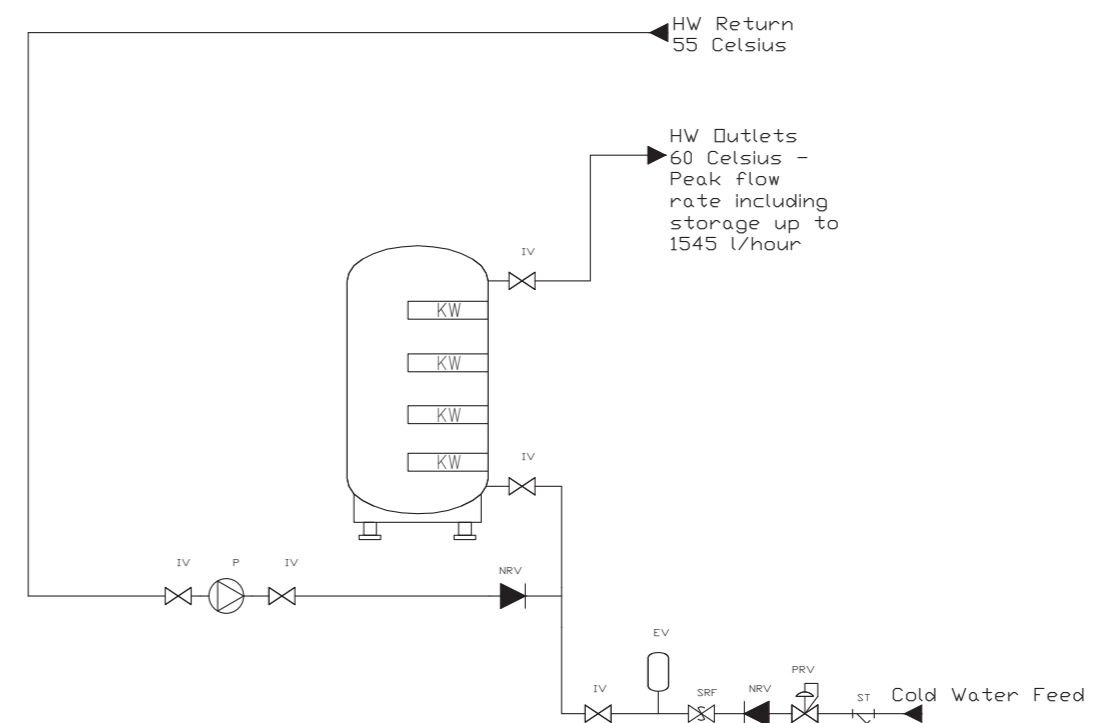 HW Return
55 Celsius
HW Outlets
60 Celsius -
Peak flow
rate including
storage up to
1545 l/hour
IV
KW
KW
KW
KW
IV
IV
P
IV
NRV
EV
IV
SRF
NRV
PRV
ST
Cold Water Feed